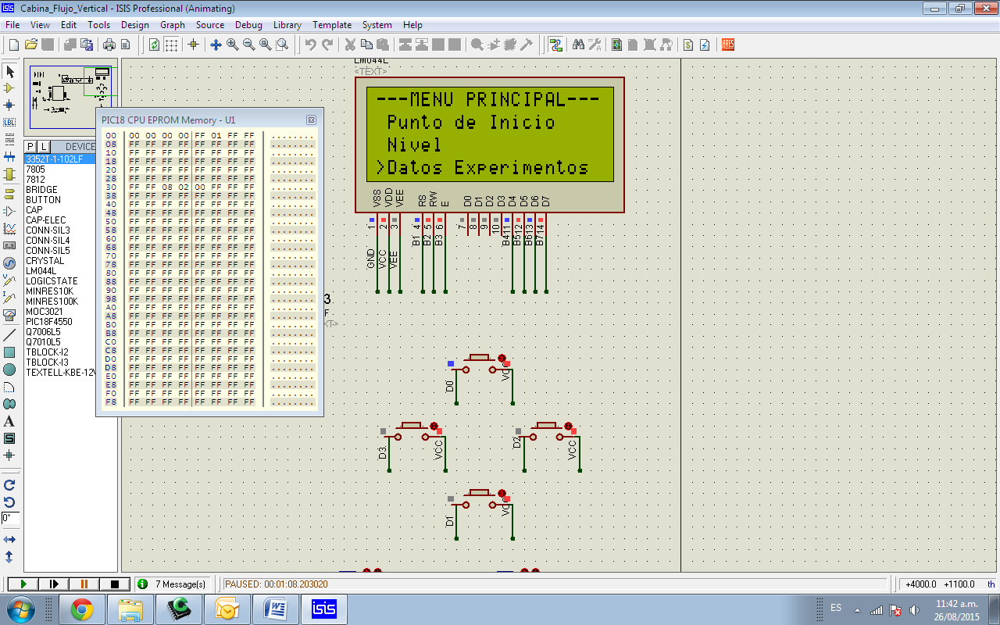 Cabina_Flujo_Vertical - ISIS Professional (Animating)
File View Edit Tools Design Graph Source Debug Library Template System Help
LM044L
<TEXT>
---MENU PRINCIPAL---
Punto de Inicio
Nivel
>Datos Experimentos
VSS VDD VEE RS RW E D0 D1 D2 D3 D4 D5 D6 D7
1 2 3 4 5 6 7 8 9 10 11 12 13 14
GND VCC VEE B1 B2 B3 B4 B5 B6 B7
PIC18 CPU EPROM Memory - U1
00 00 00 00 00 FF 01 FF FF ........
08 FF FF FF FF FF FF FF FF ........
10 FF FF FF FF FF FF FF FF ........
18 FF FF FF FF FF FF FF FF ........
20 FF FF FF FF FF FF FF FF ........
28 FF FF FF FF FF FF FF FF ........
30 FF FF 08 02 00 FF FF FF ........
38 FF FF FF FF FF FF FF FF ........
40 FF FF FF FF FF FF FF FF ........
48 FF FF FF FF FF FF FF FF ........
50 FF FF FF FF FF FF FF FF ........
58 FF FF FF FF FF FF FF FF ........
60 FF FF FF FF FF FF FF FF ........
68 FF FF FF FF FF FF FF FF ........
70 FF FF FF FF FF FF FF FF ........
78 FF FF FF FF FF FF FF FF ........
80 FF FF FF FF FF FF FF FF ........
88 FF FF FF FF FF FF FF FF ........
90 FF FF FF FF FF FF FF FF ........
98 FF FF FF FF FF FF FF FF ........
A0 FF FF FF FF FF FF FF FF ........
A8 FF FF FF FF FF FF FF FF ........
B0 FF FF FF FF FF FF FF FF ........
B8 FF FF FF FF FF FF FF FF ........
C0 FF FF FF FF FF FF FF FF ........
C8 FF FF FF FF FF FF FF FF ........
D0 FF FF FF FF FF FF FF FF ........
D8 FF FF FF FF FF FF FF FF ........
E0 FF FF FF FF FF FF FF FF ........
E8 FF FF FF FF FF FF FF FF ........
F0 FF FF FF FF FF FF FF FF ........
F8 FF FF FF FF FF FF FF FF ........
P L DEVICE
3352T-1-102LF
7805
7812
BRIDGE
BUTTON
CAP
CAP-ELEC
CONN-SIL3
CONN-SIL4
CONN-SIL5
CRYSTAL
LM044L
LOGICSTATE
MINRES10K
MINRES100K
MOC3021
PIC18F4550
Q7006L5
Q7010L5
TBLOCK-I2
TBLOCK-I3
TEXTELL-KBE-12V
LBL
A
S
0°
ARES
3
F
XT>
D0 VCC
D3 VCC
D2 VCC
D1 VCC
7 Message(s)
PAUSED: 00:01:08.203020
+4000.0 +1100.0 th
isis
ES
11:42 a.m.
26/08/2015